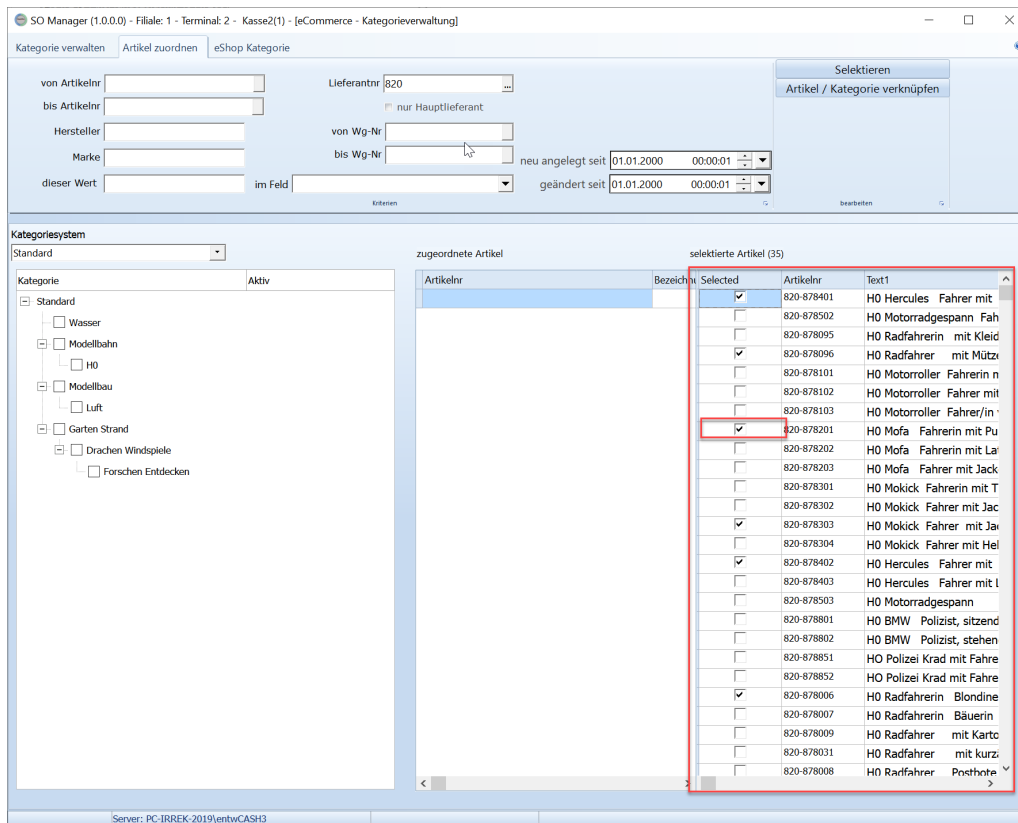 SO Manager (1.0.0.0) - Filiale: 1 - Terminal: 2 - Kasse2(1) - [eCommerce - Kategorieverwaltung]
Kategorie verwalten Artikel zuordnen eShop Kategorie
von Artikelnr Lieferantnr 820 ... Selektieren
bis Artikelnr nur Hauptlieferant Artikel / Kategorie verknüpfen
Hersteller von Wg-Nr
Marke bis Wg-Nr neu angelegt seit 01.01.2000 00:00:01
dieser Wert im Feld geändert seit 01.01.2000 00:00:01
Kriterien bearbeiten
Kategoriesystem
Standard zugeordnete Artikel selektierte Artikel (35)
Kategorie Aktiv Artikelnr Bezeichnu Selected Artikelnr Text1
Standard
Wasser
Modellbahn
H0
Modellbau
Luft
Garten Strand
Drachen Windspiele
Forschen Entdecken
820-878401 H0 Hercules Fahrer mit
820-878502 H0 Motorradgespann Fah
820-878095 H0 Radfahrerin mit Kleid
820-878096 H0 Radfahrer mit Mütze
820-878101 H0 Motorroller Fahrerin m
820-878102 H0 Motorroller Fahrer mit
820-878103 H0 Motorroller Fahrer/in
820-878201 H0 Mofa Fahrerin mit Pu
820-878202 H0 Mofa Fahrerin mit Lat
820-878203 H0 Mofa Fahrer mit Jack
820-878301 H0 Mokick Fahrerin mit T
820-878302 H0 Mokick Fahrer mit Jac
820-878303 H0 Mokick Fahrer mit Jac
820-878304 H0 Mokick Fahrer mit Hel
820-878402 H0 Hercules Fahrer mit
820-878403 H0 Hercules Fahrer mit L
820-878503 H0 Motorradgespann
820-878801 H0 BMW Polizist, sitzend
820-878802 H0 BMW Polizist, stehen
820-878851 HO Polizei Krad mit Fahre
820-878852 HO Polizei Krad mit Fahre
820-878006 H0 Radfahrerin Blondine
820-878007 H0 Radfahrerin Bäuerin
820-878009 H0 Radfahrer mit Karto
820-878031 H0 Radfahrer mit kurza
820-878008 H0 Radfahrer Postbote
Server: PC-IRREK-2019\entwCASH3